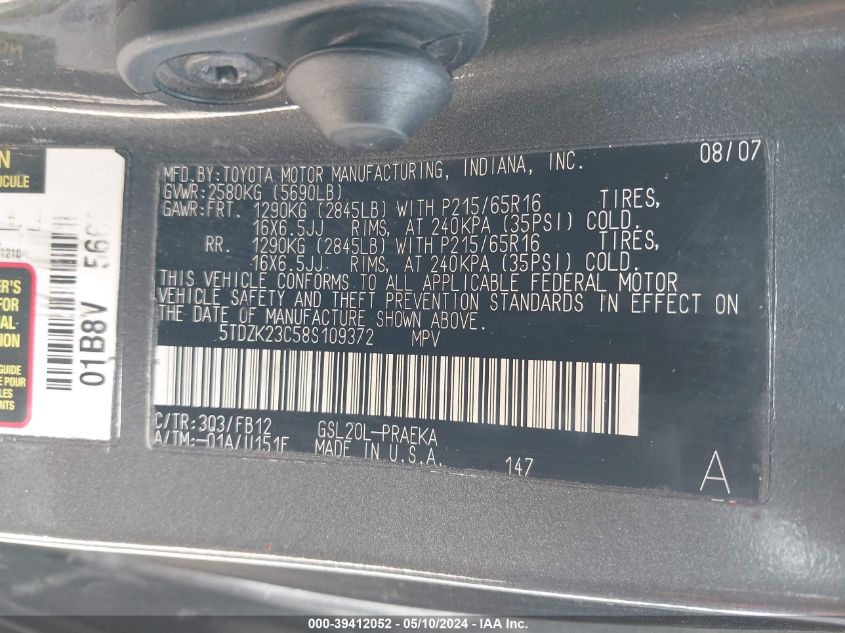 MFD.BY:TOYOTA MOTOR MANUFACTURING, INDIANA, INC. 08/07
GVWR:2580KG (5690LB)
GAWR:FRT. 1290KG (2845LB) WITH P215/65R16 TIRES,
16X6.5JJ RIMS, AT 240KPA (35PSI) COLD.
RR. 1290KG (2845LB) WITH P215/65R16 TIRES,
16X6.5JJ RIMS, AT 240KPA (35PSI) COLD.
THIS VEHICLE CONFORMS TO ALL APPLICABLE FEDERAL MOTOR
VEHICLE SAFETY AND THEFT PREVENTION STANDARDS IN EFFECT ON
THE DATE OF MANUFACTURE SHOWN ABOVE.
5TDZK23C58S109372 MPV
C/TR:3Q3/FB12 GSL20L-PRAEKA
A/TM:-01A/U151F MADE IN U.S.A.
147 A
01B8V
000-39412052 - 05/10/2024 - IAA Inc.